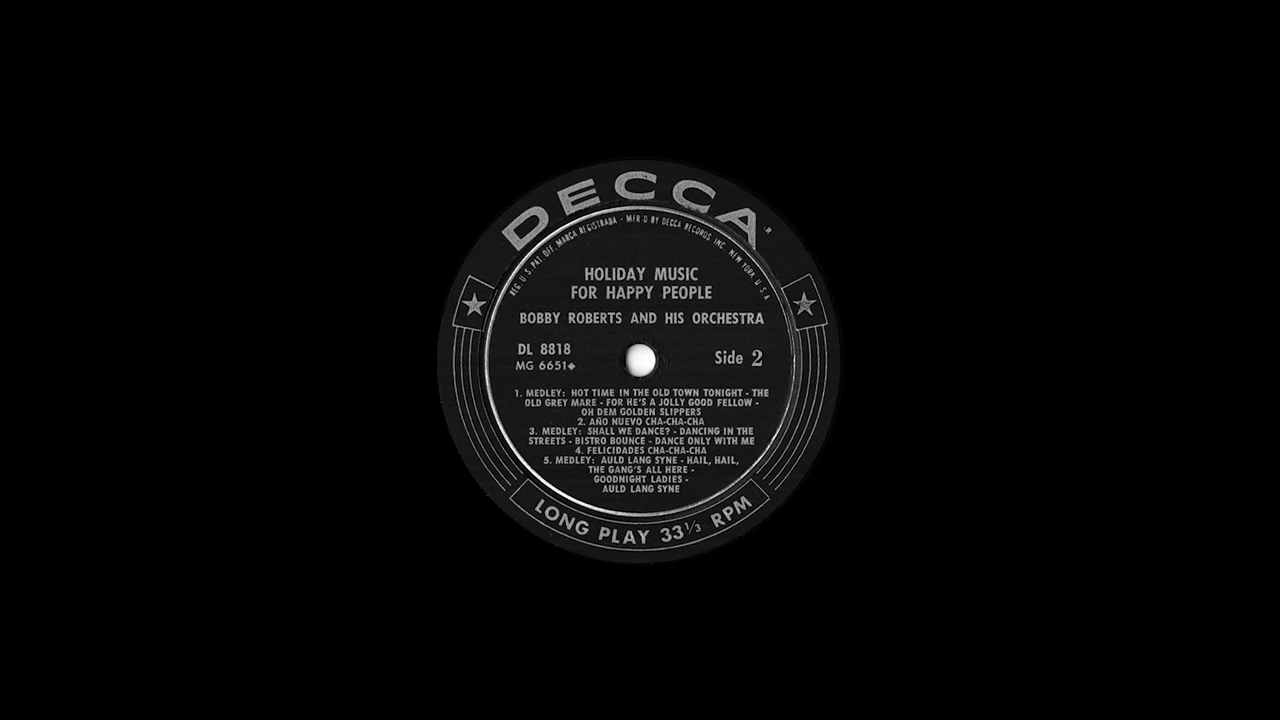 DECCA
®
REG. U.S. PAT. OFF. MARCA REGISTRADA • MFR'D BY DECCA RECORDS, INC., NEW YORK, U.S.A.
HOLIDAY MUSIC
FOR HAPPY PEOPLE
BOBBY ROBERTS AND HIS ORCHESTRA
DL 8818
Side 2
MG 6651◆
1. MEDLEY: HOT TIME IN THE OLD TOWN TONIGHT - THE
OLD GREY MARE - FOR HE'S A JOLLY GOOD FELLOW -
OH DEM GOLDEN SLIPPERS
2. AÑO NUEVO CHA-CHA-CHA
3. MEDLEY: SHALL WE DANCE? - DANCING IN THE
STREETS - BISTRO BOUNCE - DANCE ONLY WITH ME
4. FELICIDADES CHA-CHA-CHA
5. MEDLEY: AULD LANG SYNE - HAIL, HAIL,
THE GANG'S ALL HERE -
GOODNIGHT LADIES -
AULD LANG SYNE
LONG PLAY 33⅓ RPM